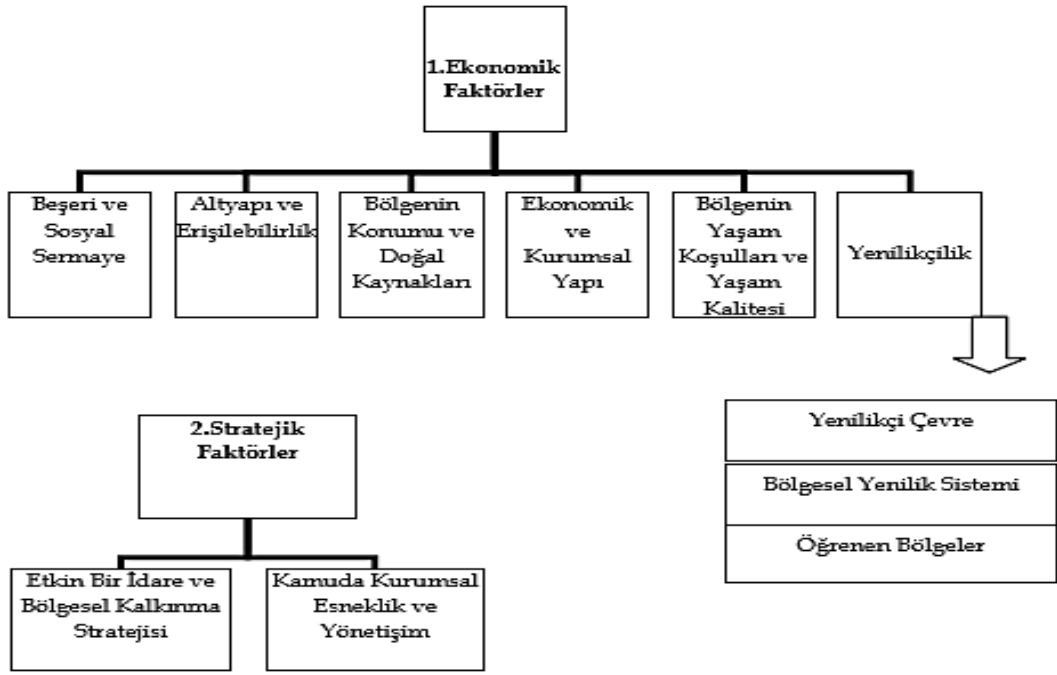 1.Ekonomik
Faktörler
Beşeri ve
Sosyal
Sermaye
Altyapı ve
Erişilebilirlik
Bölgenin
Konumu ve
Doğal
Kaynakları
Ekonomik
ve
Kurumsal
Yapı
Bölgenin
Yaşam
Koşulları ve
Yaşam
Kalitesi
Yenilikçilik
Yenilikçi Çevre
Bölgesel Yenilik Sistemi
Öğrenen Bölgeler
2.Stratejik
Faktörler
Etkin Bir İdare ve
Bölgesel Kalkınma
Stratejisi
Kamuda Kurumsal
Esneklik ve
Yönetişim